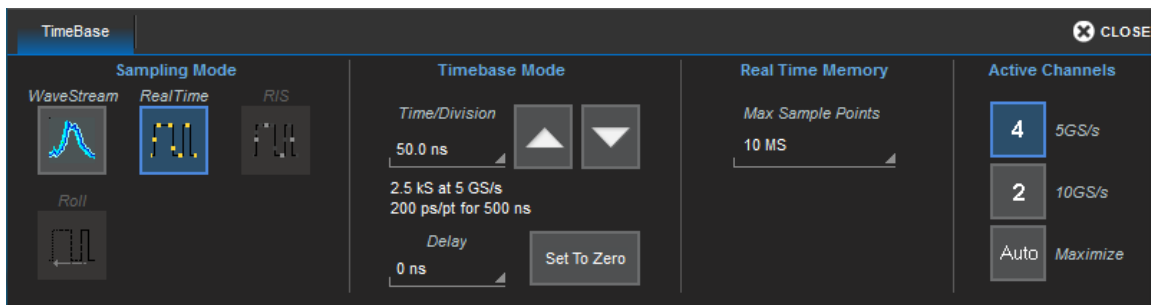 TimeBase
CLOSE
Sampling Mode
WaveStream
RealTime
RIS
Roll
Timebase Mode
Time/Division
50.0 ns
2.5 kS at 5 GS/s
200 ps/pt for 500 ns
Delay
0 ns
Set To Zero
Real Time Memory
Max Sample Points
10 MS
Active Channels
4 5GS/s
2 10GS/s
Auto Maximize